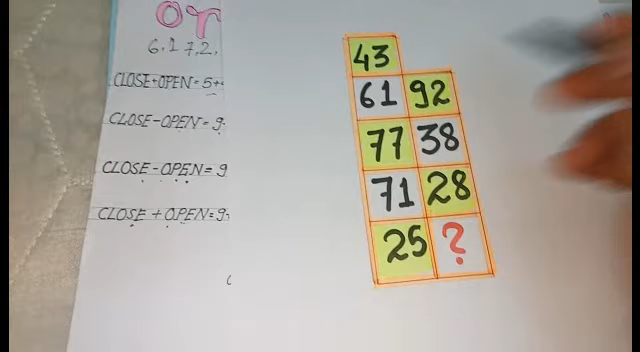 or
6.1 7.2.
CLOSE+OPEN=5+
CLOSE-OPEN=9
CLOSE-OPEN=9
CLOSE+OPEN=9
43
61 92
77 38
71 28
25 ?